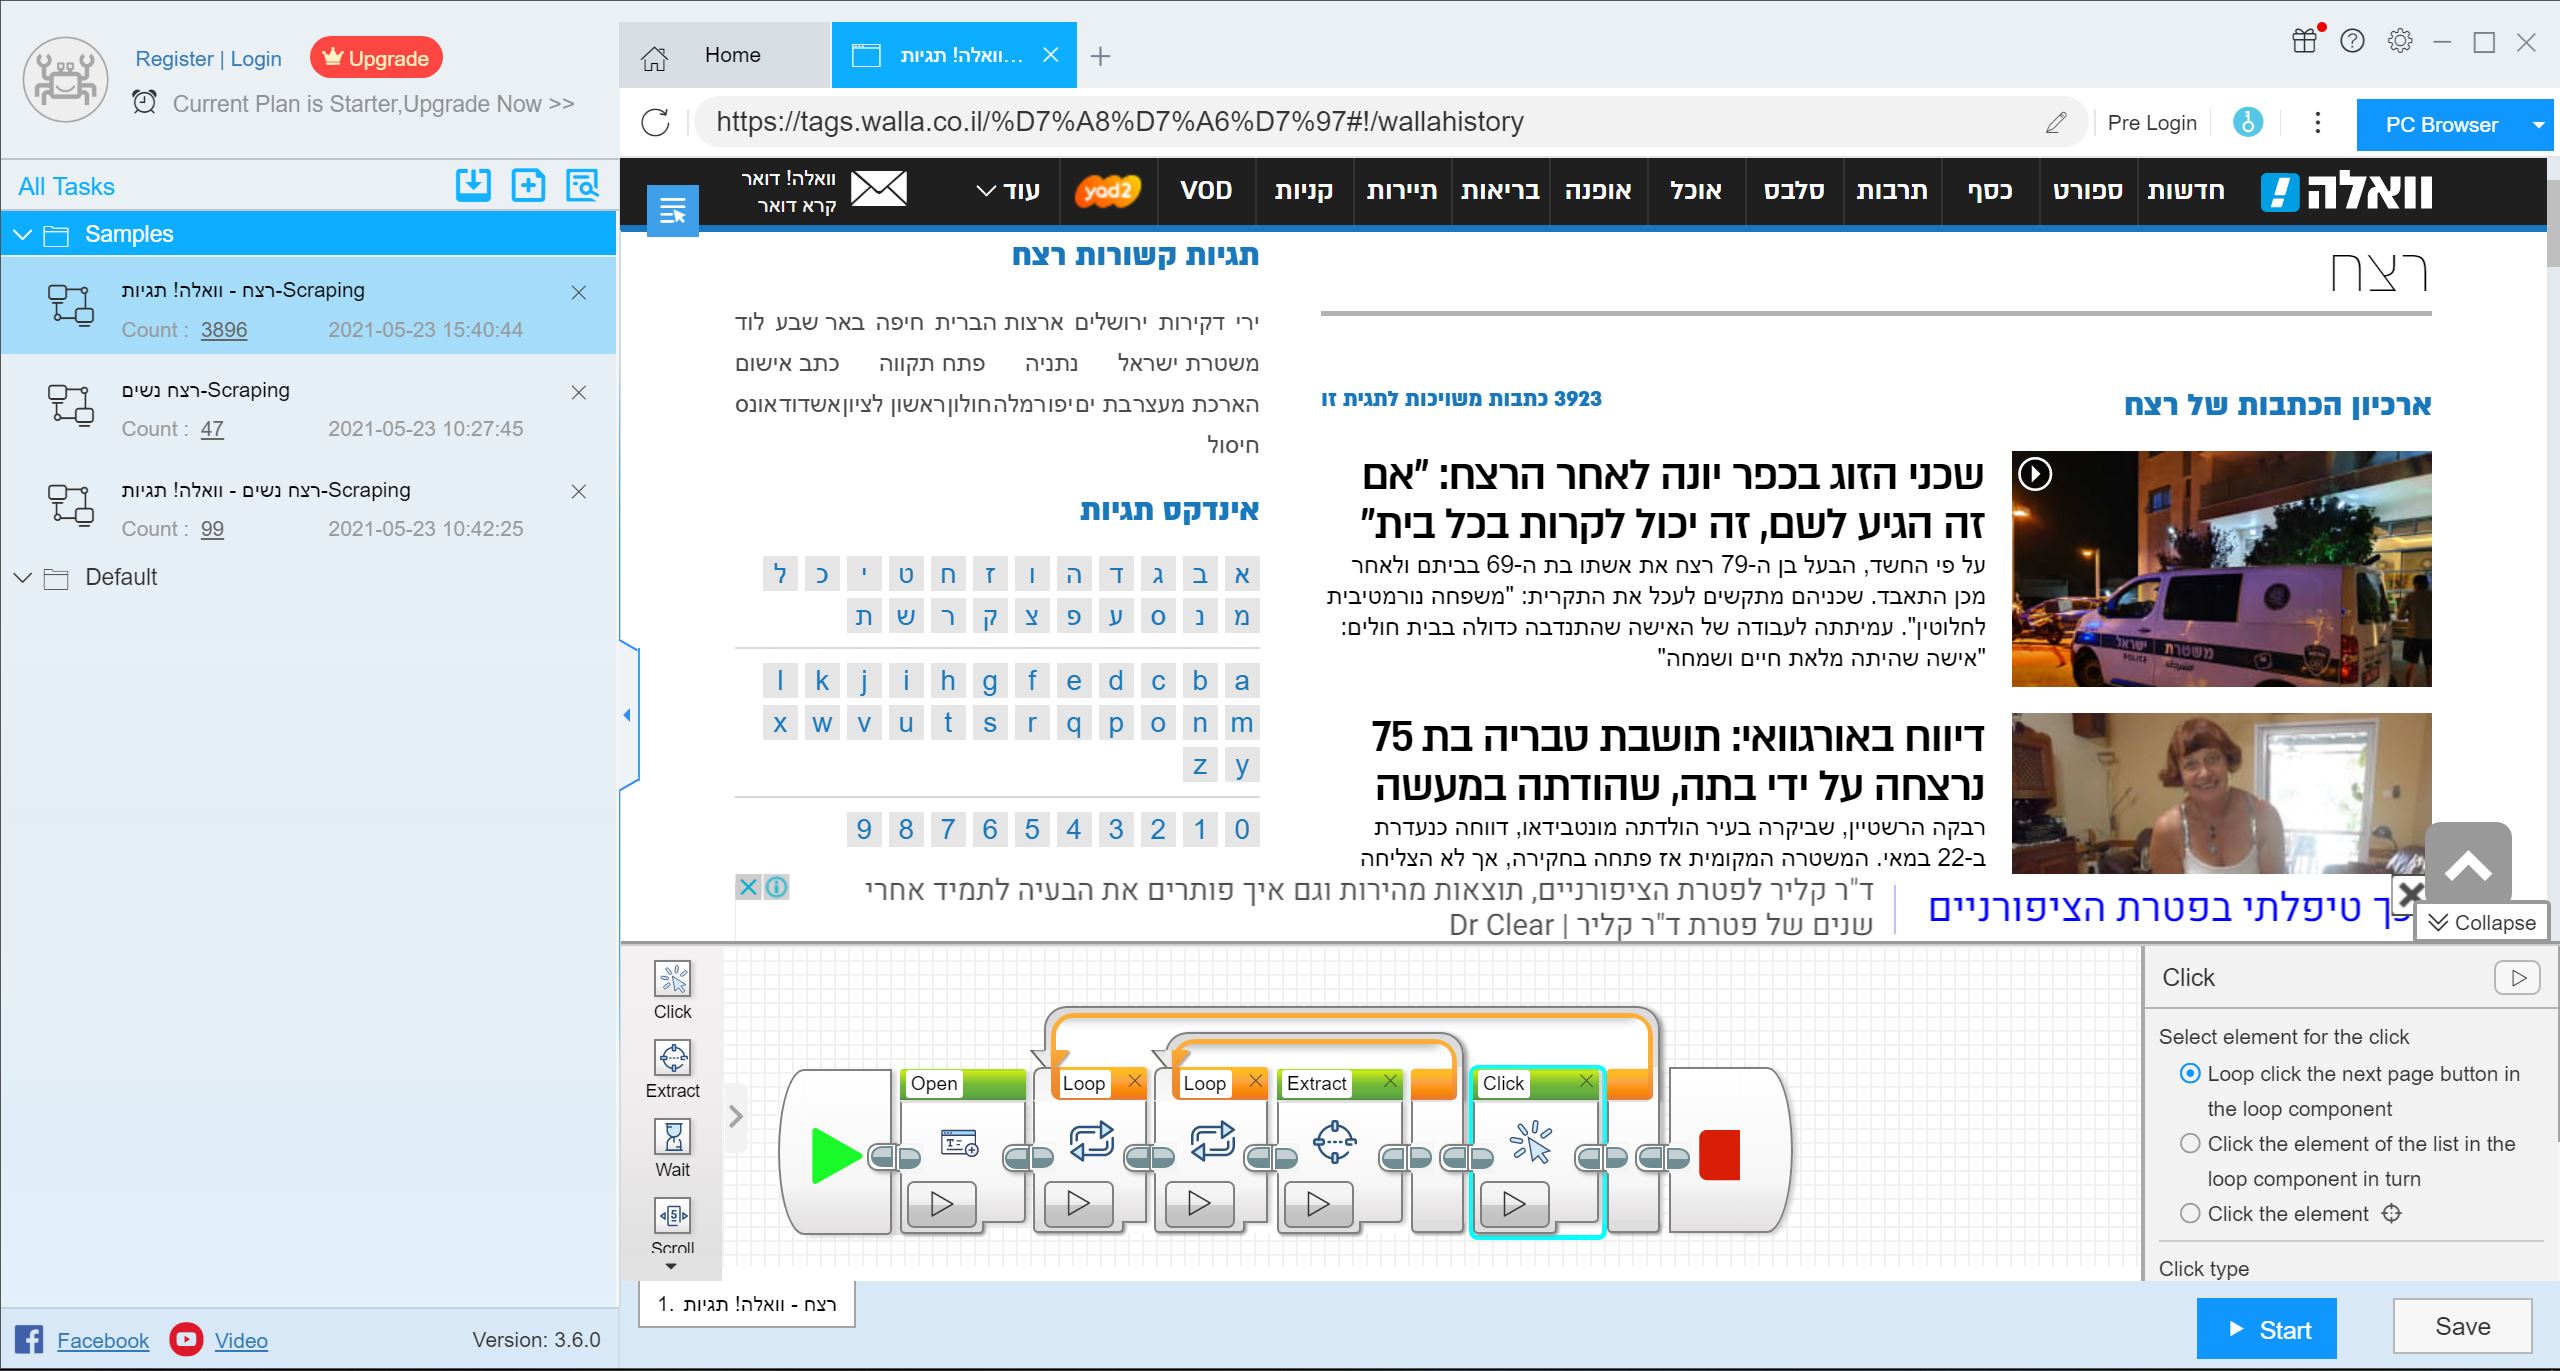 Register | Login
Upgrade
Current Plan is Starter,Upgrade Now >>
All Tasks
Samples
רצח - וואלה! תגיות-Scraping
Count : 3896 2021-05-23 15:40:44
רצח נשים-Scraping
Count : 47 2021-05-23 10:27:45
רצח נשים - וואלה! תגיות-Scraping
Count : 99 2021-05-23 10:42:25
Default
Facebook
Video
Version: 3.6.0
Home
וואלה! תגיות...
https://tags.walla.co.il/%D7%A8%D7%A6%D7%97#!/wallahistory
Pre Login
PC Browser
וואלה!
חדשות
ספורט
כסף
תרבות
סלבס
אוכל
אופנה
בריאות
תיירות
קניות
VOD
yad2
עוד
וואלה! דואר
קרא דואר
רצח
ארכיון הכתבות של רצח
3923 כתבות משויכות לתגית זו
שכני הזוג בכפר יונה לאחר הרצח: "אם
זה הגיע לשם, זה יכול לקרות בכל בית"
על פי החשד, הבעל בן ה-79 רצח את אשתו בת ה-69 בביתם ולאחר
מכן התאבד. שכניהם מתקשים לעכל את התקרית: "משפחה נורמטיבית
לחלוטין". עמיתתה לעבודה של האישה שהתנדבה כדולה בבית חולים:
"אישה שהיתה מלאת חיים ושמחה"
משטרת ישראל
POLICE
דיווח באורגוואי: תושבת טבריה בת 75
נרצחה על ידי בתה, שהודתה במעשה
רבקה הרשטיין, שביקרה בעיר הולדתה מונטבידאו, דווחה כנעדרת
ב-22 במאי. המשטרה המקומית אז פתחה בחקירה, אך לא הצליחה
תגיות קשורות רצח
ירי דקירות ירושלים ארצות הברית חיפה באר שבע לוד
משטרת ישראל נתניה פתח תקווה כתב אישום
הארכת מעצר בת ים יפו רמלה חולון ראשון לציון אשדוד אונס
חיסול
אינדקס תגיות
א ב ג ד ה ו ז ח ט י כ ל
מ נ ס ע פ צ ק ר ש ת
a b c d e f g h i j k l
m n o p q r s t u v w x
y z
0 1 2 3 4 5 6 7 8 9
כך טיפלתי בפטרת הציפורניים
ד"ר קליר לפטרת הציפורניים, תוצאות מהירות וגם איך פותרים את הבעיה לתמיד אחרי
שנים של פטרת ד"ר קליר | Dr Clear
Collapse
Click
Extract
Wait
Scroll
Open
Loop
Loop
Extract
Click
Click
Select element for the click
Loop click the next page button in
the loop component
Click the element of the list in the
loop component in turn
Click the element
Click type
1. רצח - וואלה! תגיות
Start
Save